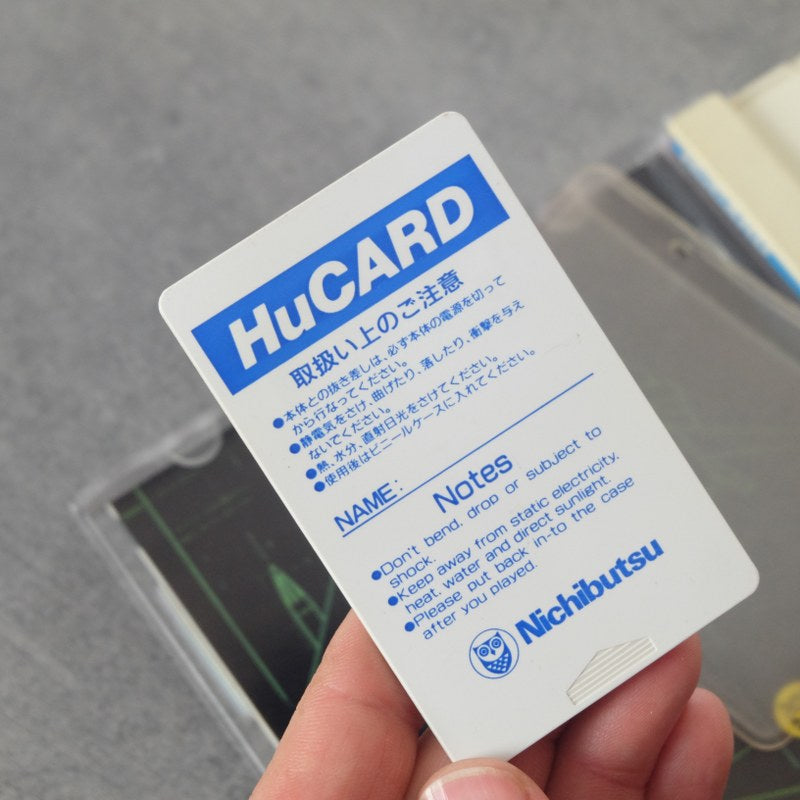 HuCARD
取扱い上のご注意
●本体との抜き差しは、必ず本体の電源を切って
から行なってください。
●静電気をさけ、曲げたり、落したり、衝撃を与え
ないでください。
●熱、水分、直射日光をさけてください。
●使用後はビニールケースに入れてください。
NAME:
Notes
●Don't bend, drop or subject to
shock.
●Keep away from static electricity,
heat, water and direct sunlight.
●Please put back in-to the case
after you played.
Nichibutsu